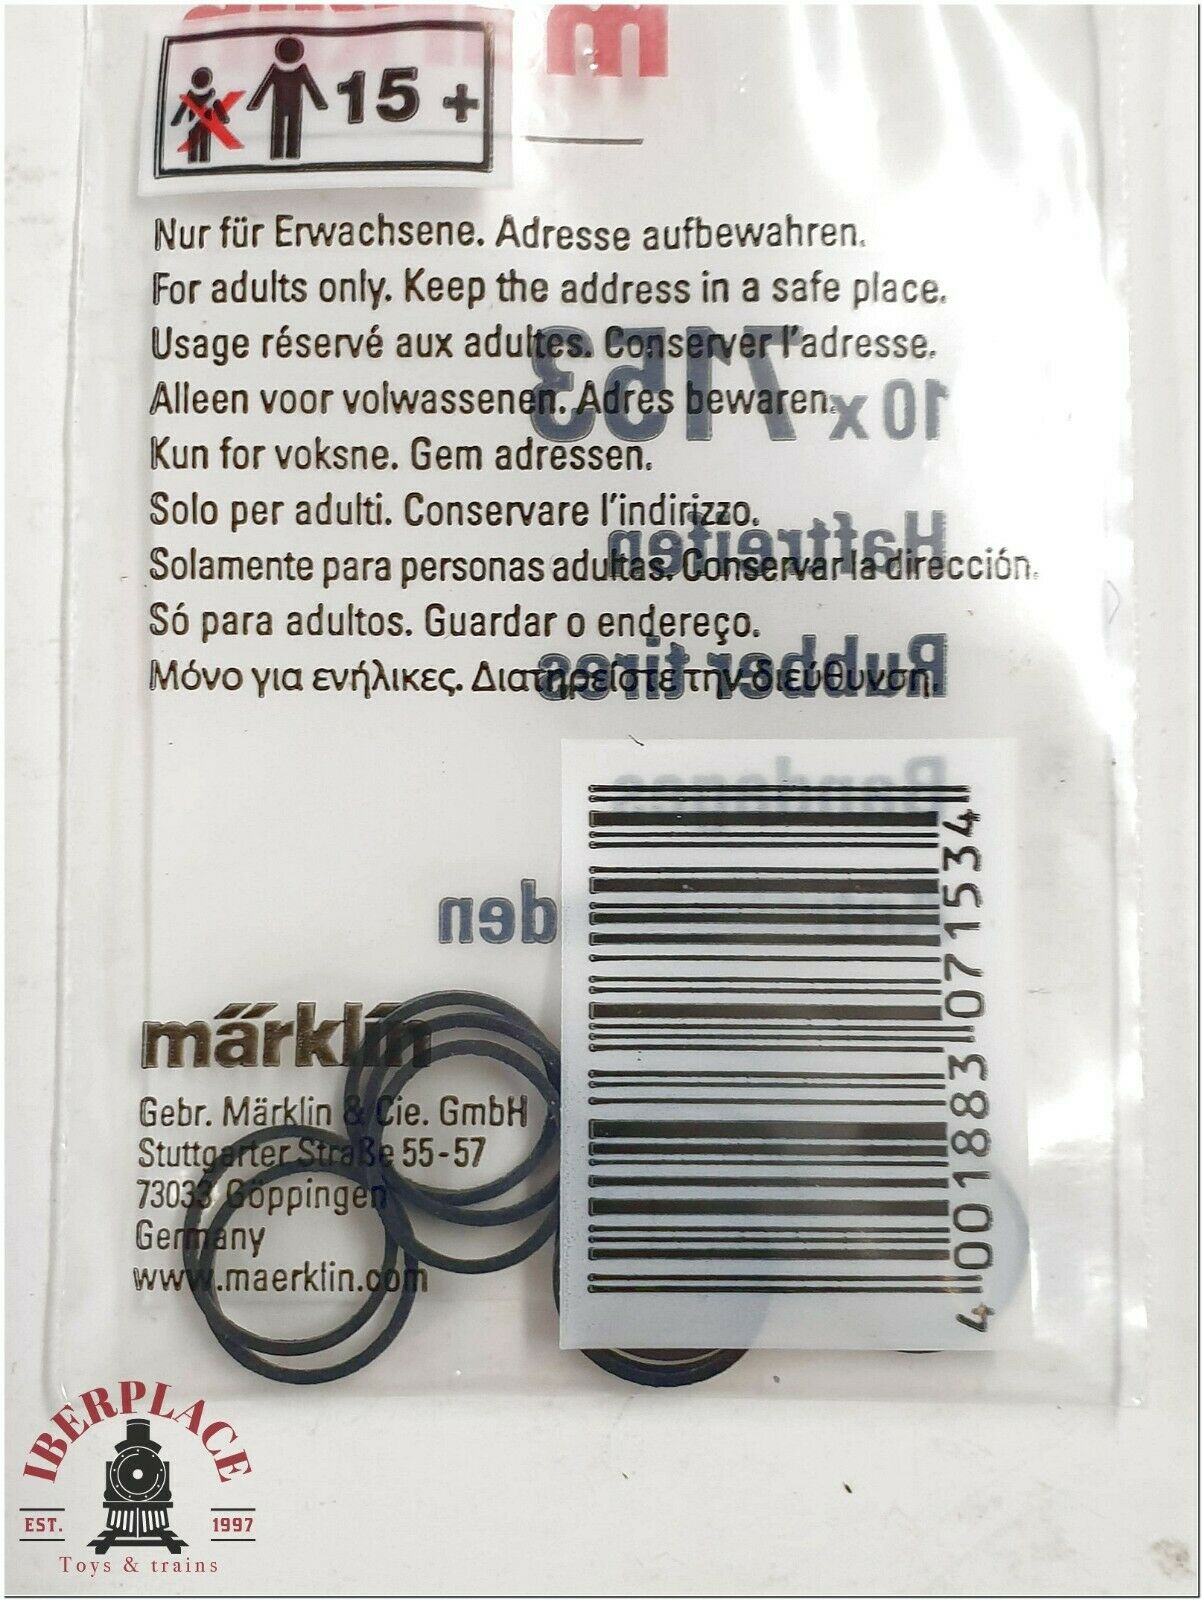 15 +
Nur für Erwachsene. Adresse aufbewahren.
For adults only. Keep the address in a safe place.
Usage réservé aux adultes. Conserver l'adresse.
Alleen voor volwassenen. Adres bewaren.
Kun for voksne. Gem adressen.
Solo per adulti. Conservare l'indirizzo.
Solamente para personas adultas. Conservar la dirección.
Só para adultos. Guardar o endereço.
Μόνο για ενήλικες. Διατηρείστε την διεύθυνση.
10 x 7153
Haftreifen
Rubber tires
Bandages
märklin
Gebr. Märklin & Cie. GmbH
Stuttgarter Straße 55-57
73033 Göppingen
Germany
www.maerklin.com
4 001883 071534
IBERPLACE
EST. 1997
Toys & trains